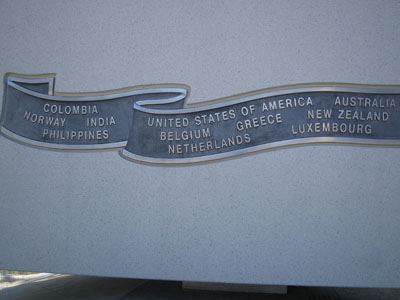 COLOMBIA
NORWAY INDIA
PHILIPPINES
UNITED STATES OF AMERICA AUSTRALIA
BELGIUM GREECE NEW ZEALAND
NETHERLANDS LUXEMBOURG